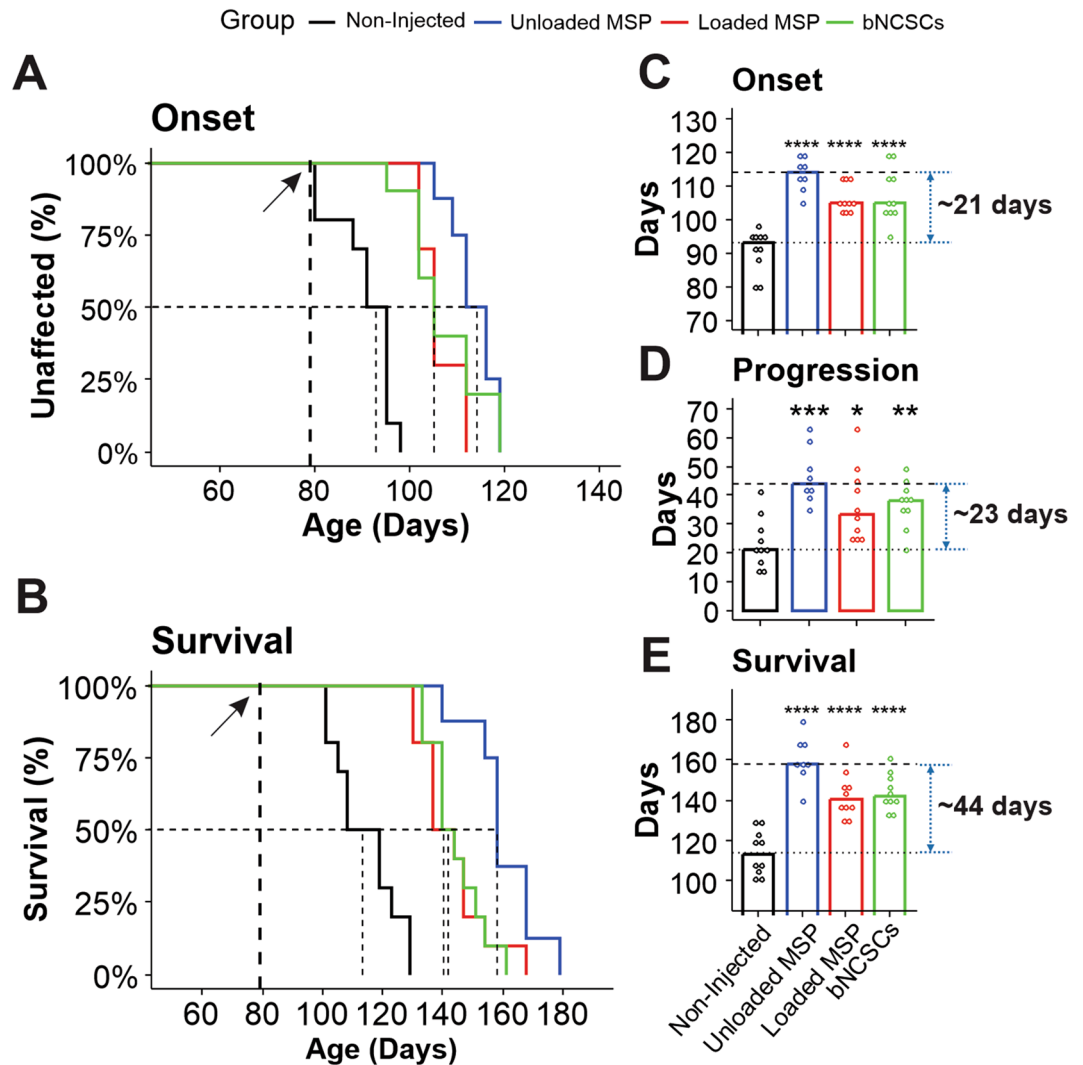 Group Non-Injected Unloaded MSP Loaded MSP bNCSCs
A
Onset
Unaffected (%)
100%
75%
50%
25%
0%
60 80 100 120 140
Age (Days)
B
Survival
Survival (%)
100%
75%
50%
25%
0%
60 80 100 120 140 160 180
Age (Days)
C
Onset
Days
130
120
110
100
90
80
70
**** **** ****
~21 days
D
Progression
Days
70
60
50
40
30
20
10
0
*** * **
~23 days
E
Survival
Days
180
160
140
120
100
**** **** ****
~44 days
Non-Injected
Unloaded MSP
Loaded MSP
bNCSCs